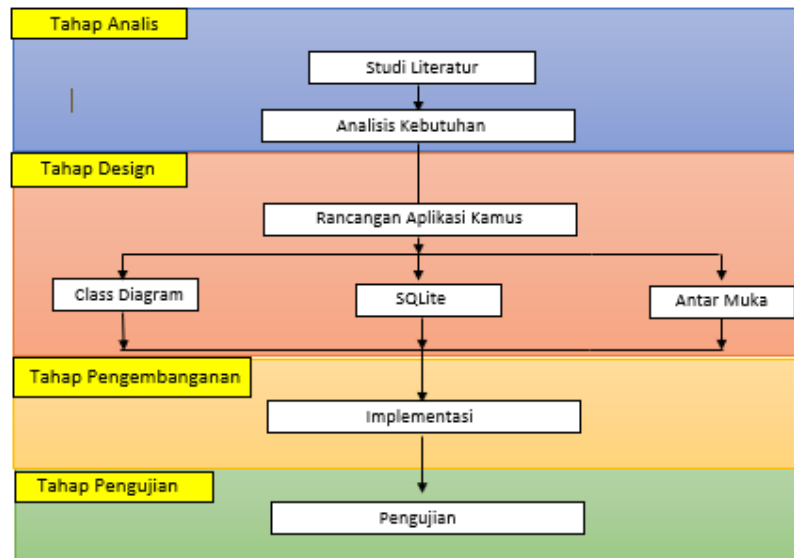 Tahap Analis
Studi Literatur
Analisis Kebutuhan
Tahap Design
Rancangan Aplikasi Kamus
Class Diagram
SQLite
Antar Muka
Tahap Pengembanganan
Implementasi
Tahap Pengujian
Pengujian